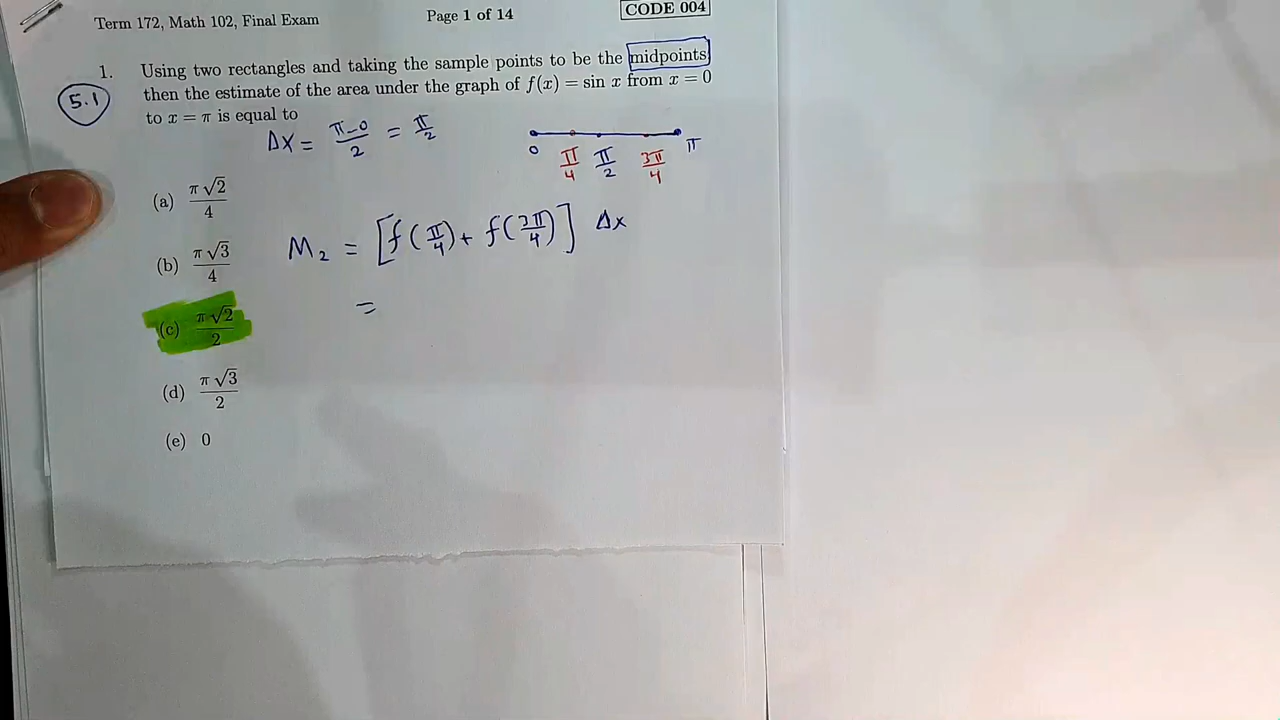 Term 172, Math 102, Final Exam Page 1 of 14 CODE 004
1. Using two rectangles and taking the sample points to be the midpoints
5.1 then the estimate of the area under the graph of f(x) = sin x from x = 0
to x = π is equal to
Δx = π-0/2 = π/2
0 π/4 π/2 3π/4 π
(a) π√2/4
M₂ = [f(π/4) + f(3π/4)] Δx
(b) π√3/4
=
(c) π√2/2
(d) π√3/2
(e) 0